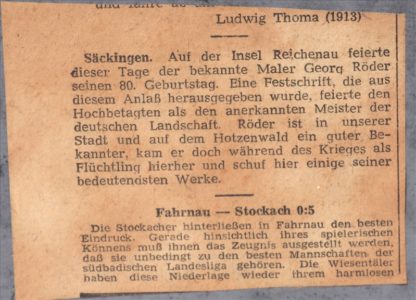 und
Ludwig Thoma (1913)
Säckingen. Auf der Insel Reichenau feierte
dieser Tage der bekannte Maler Georg Röder
seinen 80. Geburtstag. Eine Festschrift, die aus
diesem Anlaß herausgegeben wurde, feierte den
Hochbetagten als den anerkannten Meister der
deutschen Landschaft. Röder ist in unserer
Stadt und auf dem Hotzenwald ein guter Be-
kannter, kam er doch während des Krieges als
Flüchtling hierher und schuf hier einige seiner
bedeutendsten Werke.
Fahrnau — Stockach 0:5
Die Stockacher hinterließen in Fahrnau den besten
Eindruck. Gerade hinsichtlich ihres spielerischen
Könnens muß ihnen das Zeugnis ausgestellt werden,
daß sie unbedingt zu den besten Mannschaften der
südbadischen Landesliga gehören. Die Wiesentäler
haben diese Niederlage wieder ihrem harmlosen